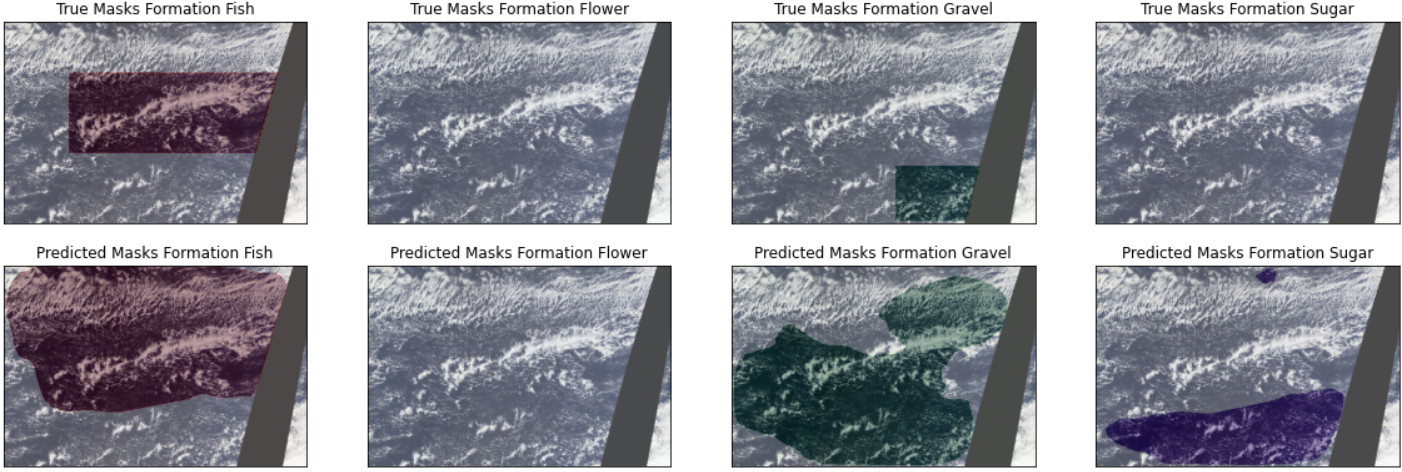 True Masks Formation Fish
True Masks Formation Flower
True Masks Formation Gravel
True Masks Formation Sugar
Predicted Masks Formation Fish
Predicted Masks Formation Flower
Predicted Masks Formation Gravel
Predicted Masks Formation Sugar